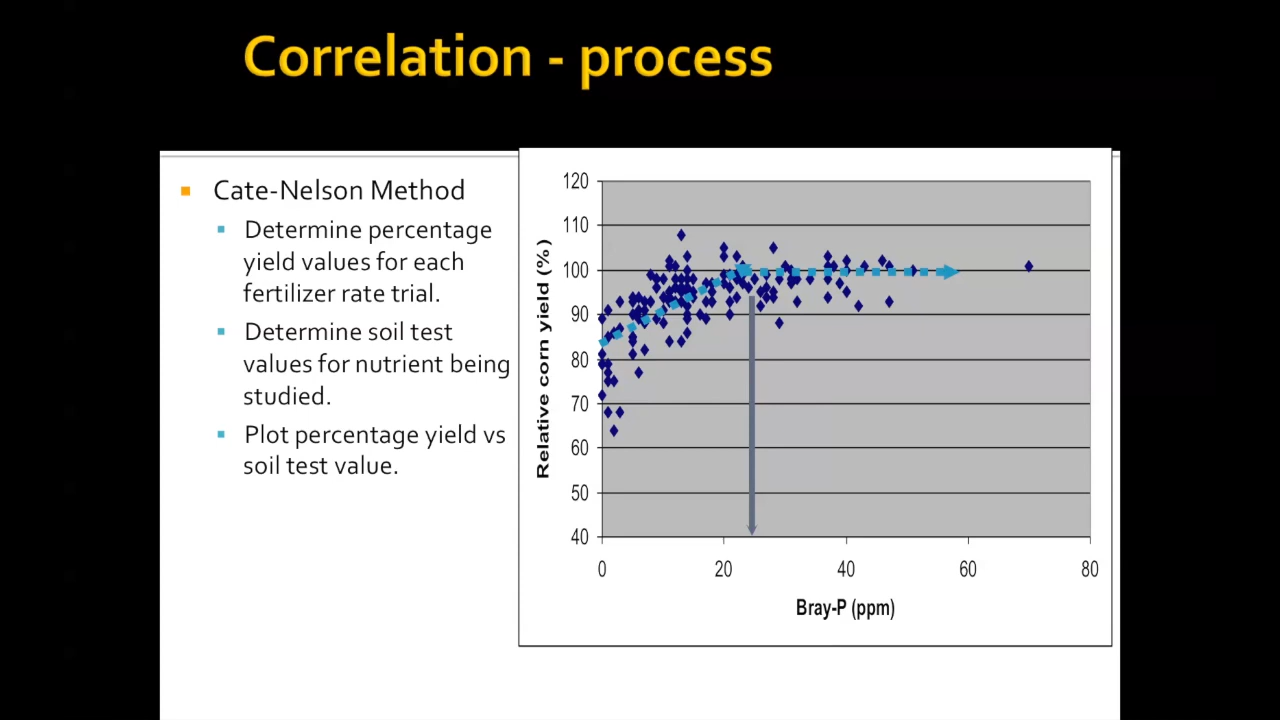 Correlation - process
Cate-Nelson Method
Determine percentage
yield values for each
fertilizer rate trial.
Determine soil test
values for nutrient being
studied.
Plot percentage yield vs
soil test value.
Relative corn yield (%)
120
110
100
90
80
70
60
50
40
0 20 40 60 80
Bray-P (ppm)